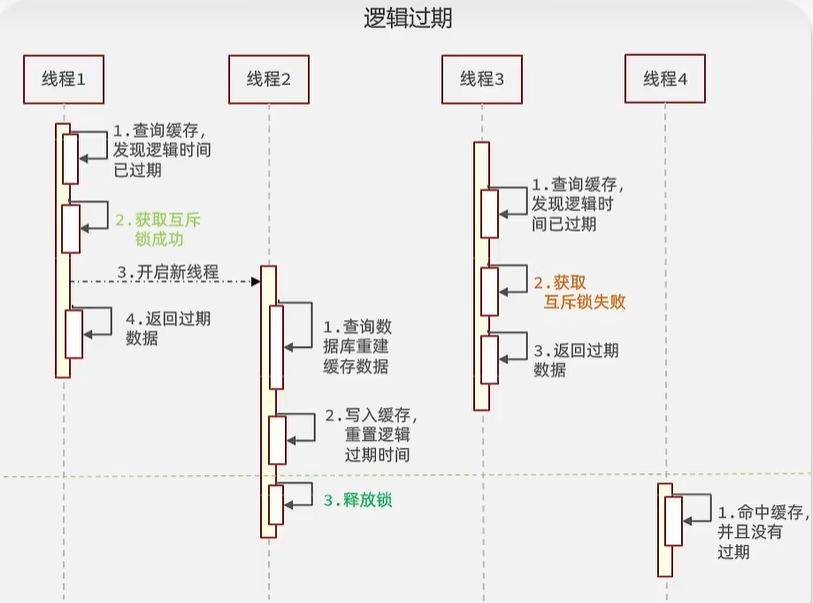 逻辑过期
线程1
线程2
线程3
线程4
1.查询缓存，
发现逻辑时间
已过期
2.获取互斥
锁成功
3.开启新线程
4.返回过期
数据
1.查询数
据库重建
缓存数据
2.写入缓存，
重置逻辑
过期时间
3.释放锁
1.查询缓存，
发现逻辑时
间已过期
2.获取
互斥锁失败
3.返回过期
数据
1.命中缓存，
并且没有
过期